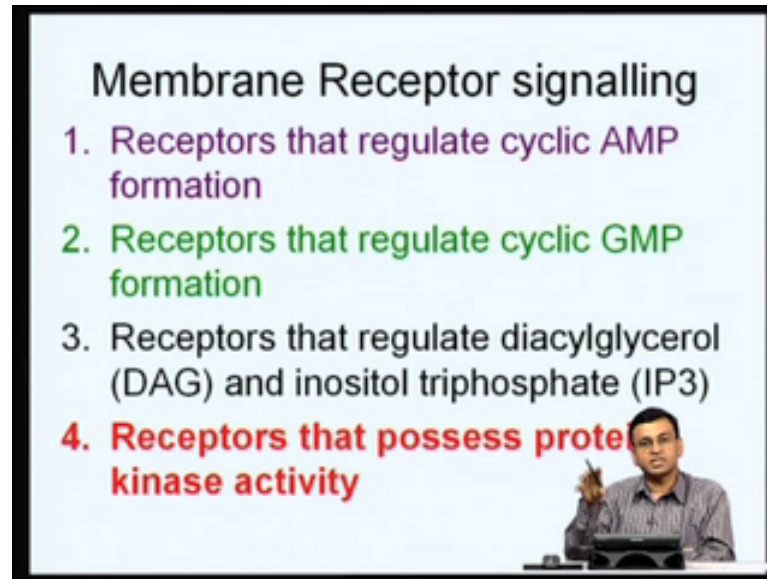 Membrane Receptor signalling
1. Receptors that regulate cyclic AMP
formation
2. Receptors that regulate cyclic GMP
formation
3. Receptors that regulate diacylglycerol
(DAG) and inositol triphosphate (IP3)
4. Receptors that possess protei
kinase activity